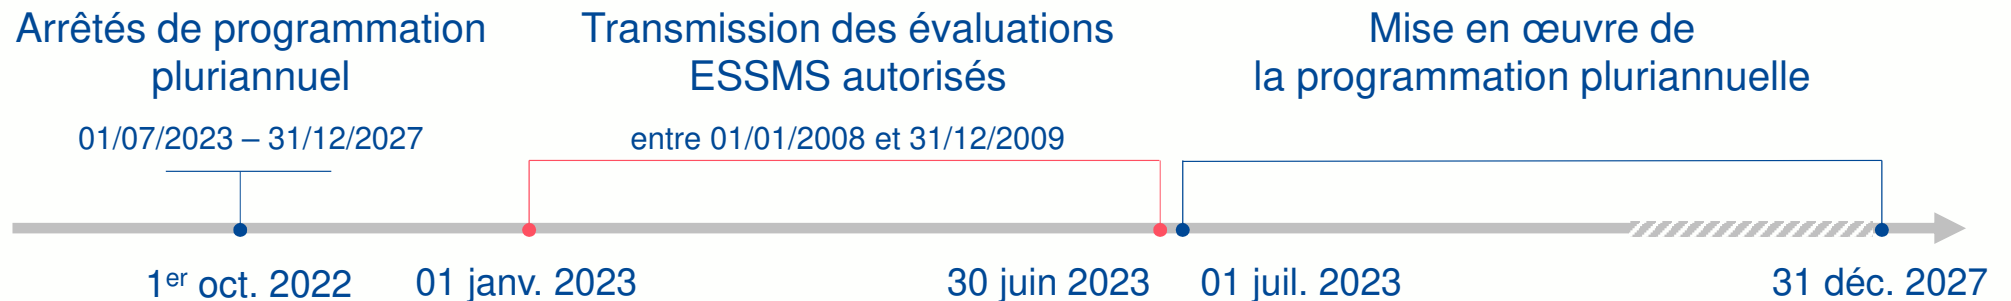 Arrêtés de programmation
pluriannuel
01/07/2023 – 31/12/2027
Transmission des évaluations
ESSMS autorisés
entre 01/01/2008 et 31/12/2009
Mise en œuvre de
la programmation pluriannuelle
1er oct. 2022
01 janv. 2023
30 juin 2023
01 juil. 2023
31 déc. 2027